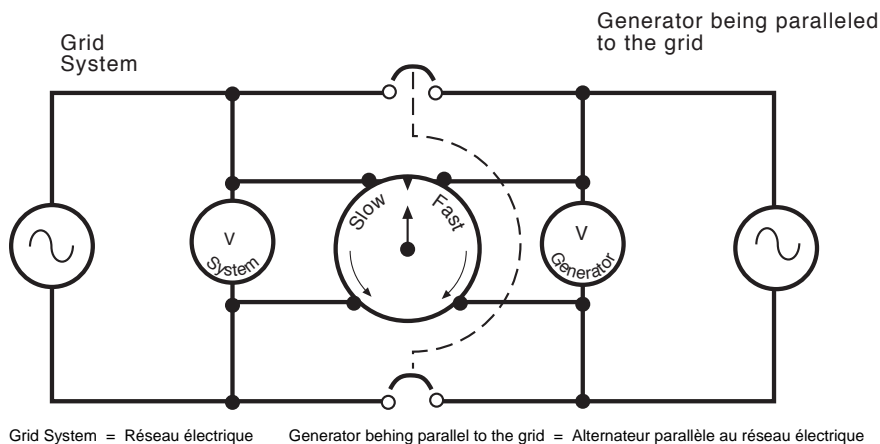 Generator being paralleled
to the grid
Grid
System
Slow
Fast
V
System
V
Generator
Grid System = Réseau électrique Generator behing parallel to the grid = Alternateur parallèle au réseau électrique